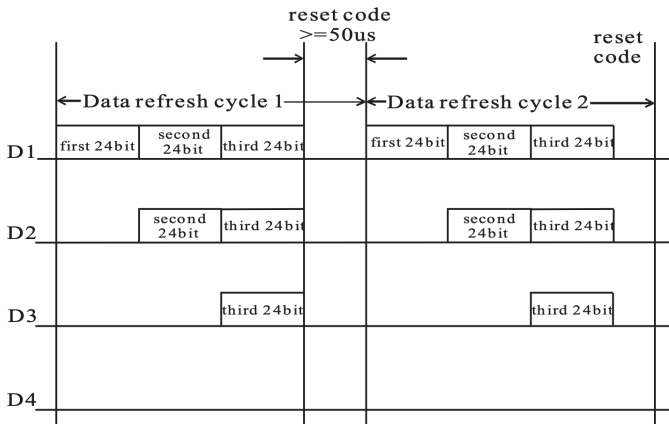 reset code
>=50us
reset
code
Data refresh cycle 1
Data refresh cycle 2
D1
first 24bit
second
24bit
third 24bit
first 24bit
second
24bit
third 24bit
D2
second
24bit
third 24bit
second
24bit
third 24bit
D3
third 24bit
third 24bit
D4